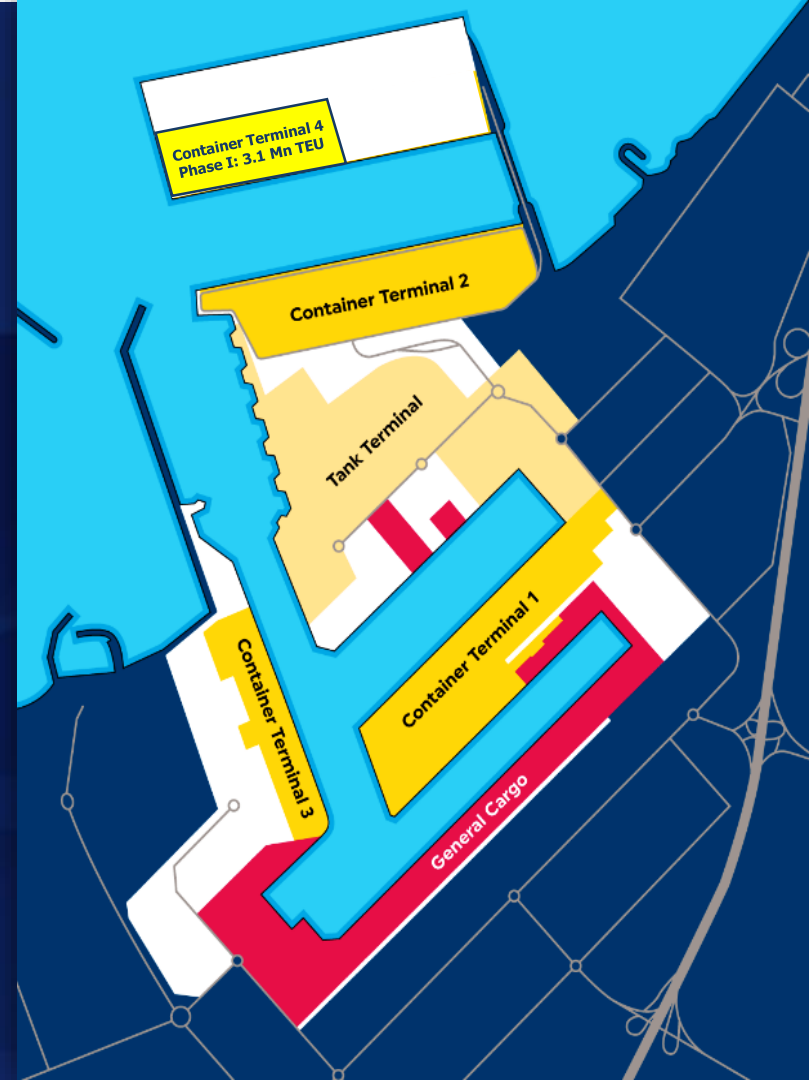 Container Terminal 4
Phase I: 3.1 Mn TEU
Container Terminal 2
Tank Terminal
Container Terminal 1
Container Terminal 3
General Cargo